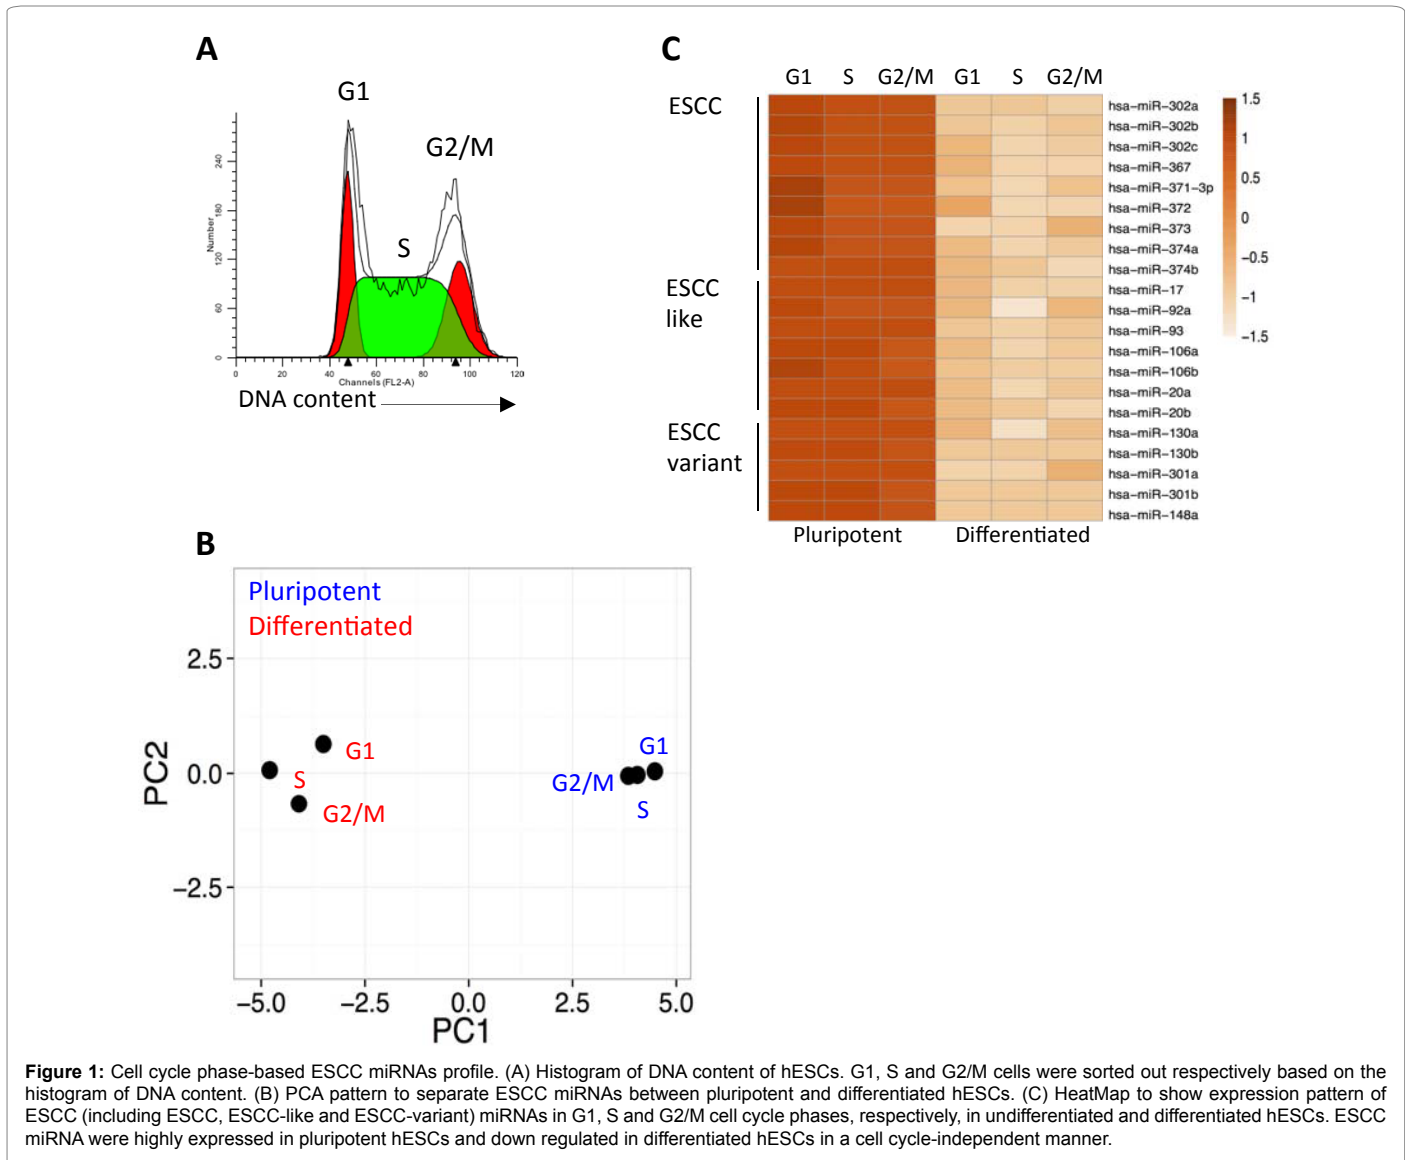 A
G1
G2/M
S
Number
240
180
120
60
0
0 20 40 60 80 100 120
Channels (FL2-A)
DNA content
C
G1 S G2/M G1 S G2/M
ESCC
ESCC
like
ESCC
variant
hsa-miR-302a
hsa-miR-302b
hsa-miR-302c
hsa-miR-367
hsa-miR-371-3p
hsa-miR-372
hsa-miR-373
hsa-miR-374a
hsa-miR-374b
hsa-miR-17
hsa-miR-92a
hsa-miR-93
hsa-miR-106a
hsa-miR-106b
hsa-miR-20a
hsa-miR-20b
hsa-miR-130a
hsa-miR-130b
hsa-miR-301a
hsa-miR-301b
hsa-miR-148a
1.5
1
0.5
0
−0.5
−1
−1.5
Pluripotent Differentiated
B
Pluripotent
Differentiated
PC2
2.5
0.0
−2.5
G1
S
G2/M
G1
G2/M
S
−5.0 −2.5 0.0 2.5 5.0
PC1
Figure 1: Cell cycle phase-based ESCC miRNAs profile. (A) Histogram of DNA content of hESCs. G1, S and G2/M cells were sorted out respectively based on the
histogram of DNA content. (B) PCA pattern to separate ESCC miRNAs between pluripotent and differentiated hESCs. (C) HeatMap to show expression pattern of
ESCC (including ESCC, ESCC-like and ESCC-variant) miRNAs in G1, S and G2/M cell cycle phases, respectively, in undifferentiated and differentiated hESCs. ESCC
miRNA were highly expressed in pluripotent hESCs and down regulated in differentiated hESCs in a cell cycle-independent manner.